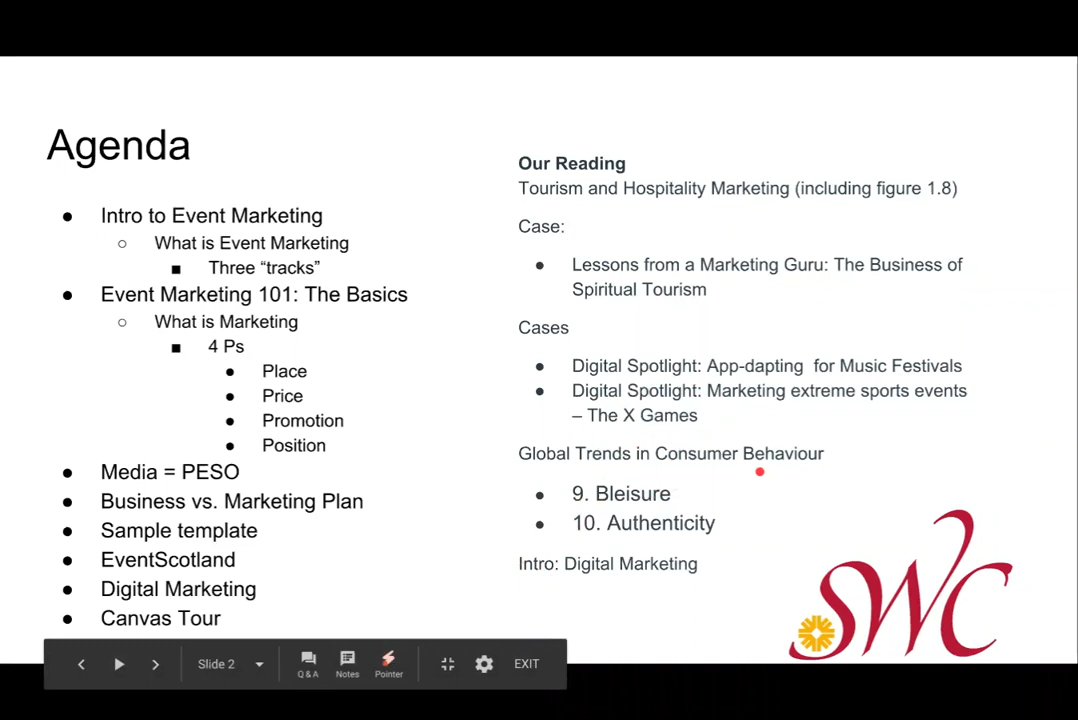 Agenda
Intro to Event Marketing
What is Event Marketing
Three “tracks”
Event Marketing 101: The Basics
What is Marketing
4 Ps
Place
Price
Promotion
Position
Media = PESO
Business vs. Marketing Plan
Sample template
EventScotland
Digital Marketing
Canvas Tour
Our Reading
Tourism and Hospitality Marketing (including figure 1.8)
Case:
Lessons from a Marketing Guru: The Business of
Spiritual Tourism
Cases
Digital Spotlight: App-dapting for Music Festivals
Digital Spotlight: Marketing extreme sports events
– The X Games
Global Trends in Consumer Behaviour
9. Bleisure
10. Authenticity
Intro: Digital Marketing
SWC
Slide 2
Q & A
Notes
Pointer
EXIT